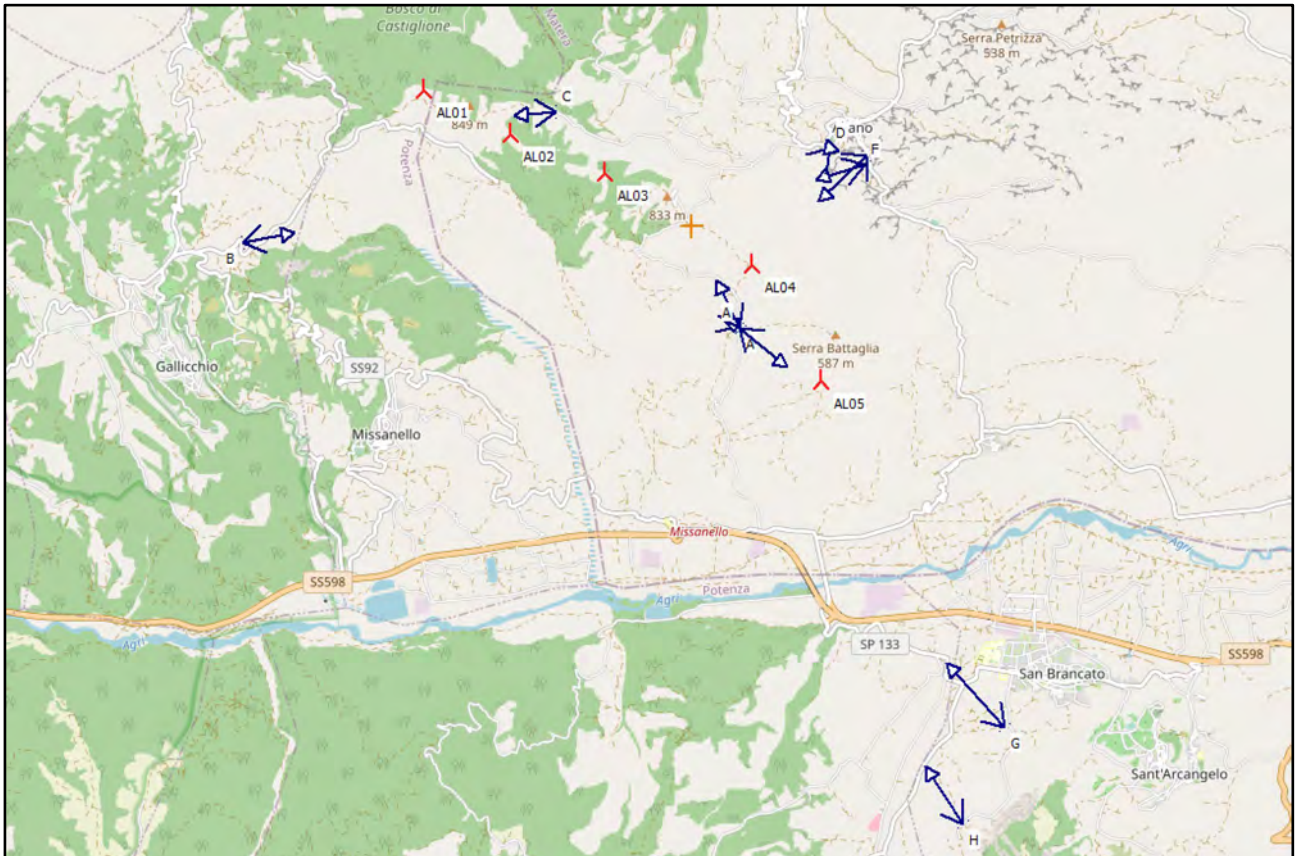 Bosco di
Castiglione
Matera
Serra Petrizza
538 m
AL01
849 m
C
AL02
D
ano
F
Potenza
AL03
833 m
B
AL04
A
A
Serra Battaglia
587 m
Gallicchio
SS92
AL05
Missanello
Missanello
Agri
SS598
Agri
Potenza
Agri
SP 133
SS598
San Brancato
G
Sant'Arcangelo
H